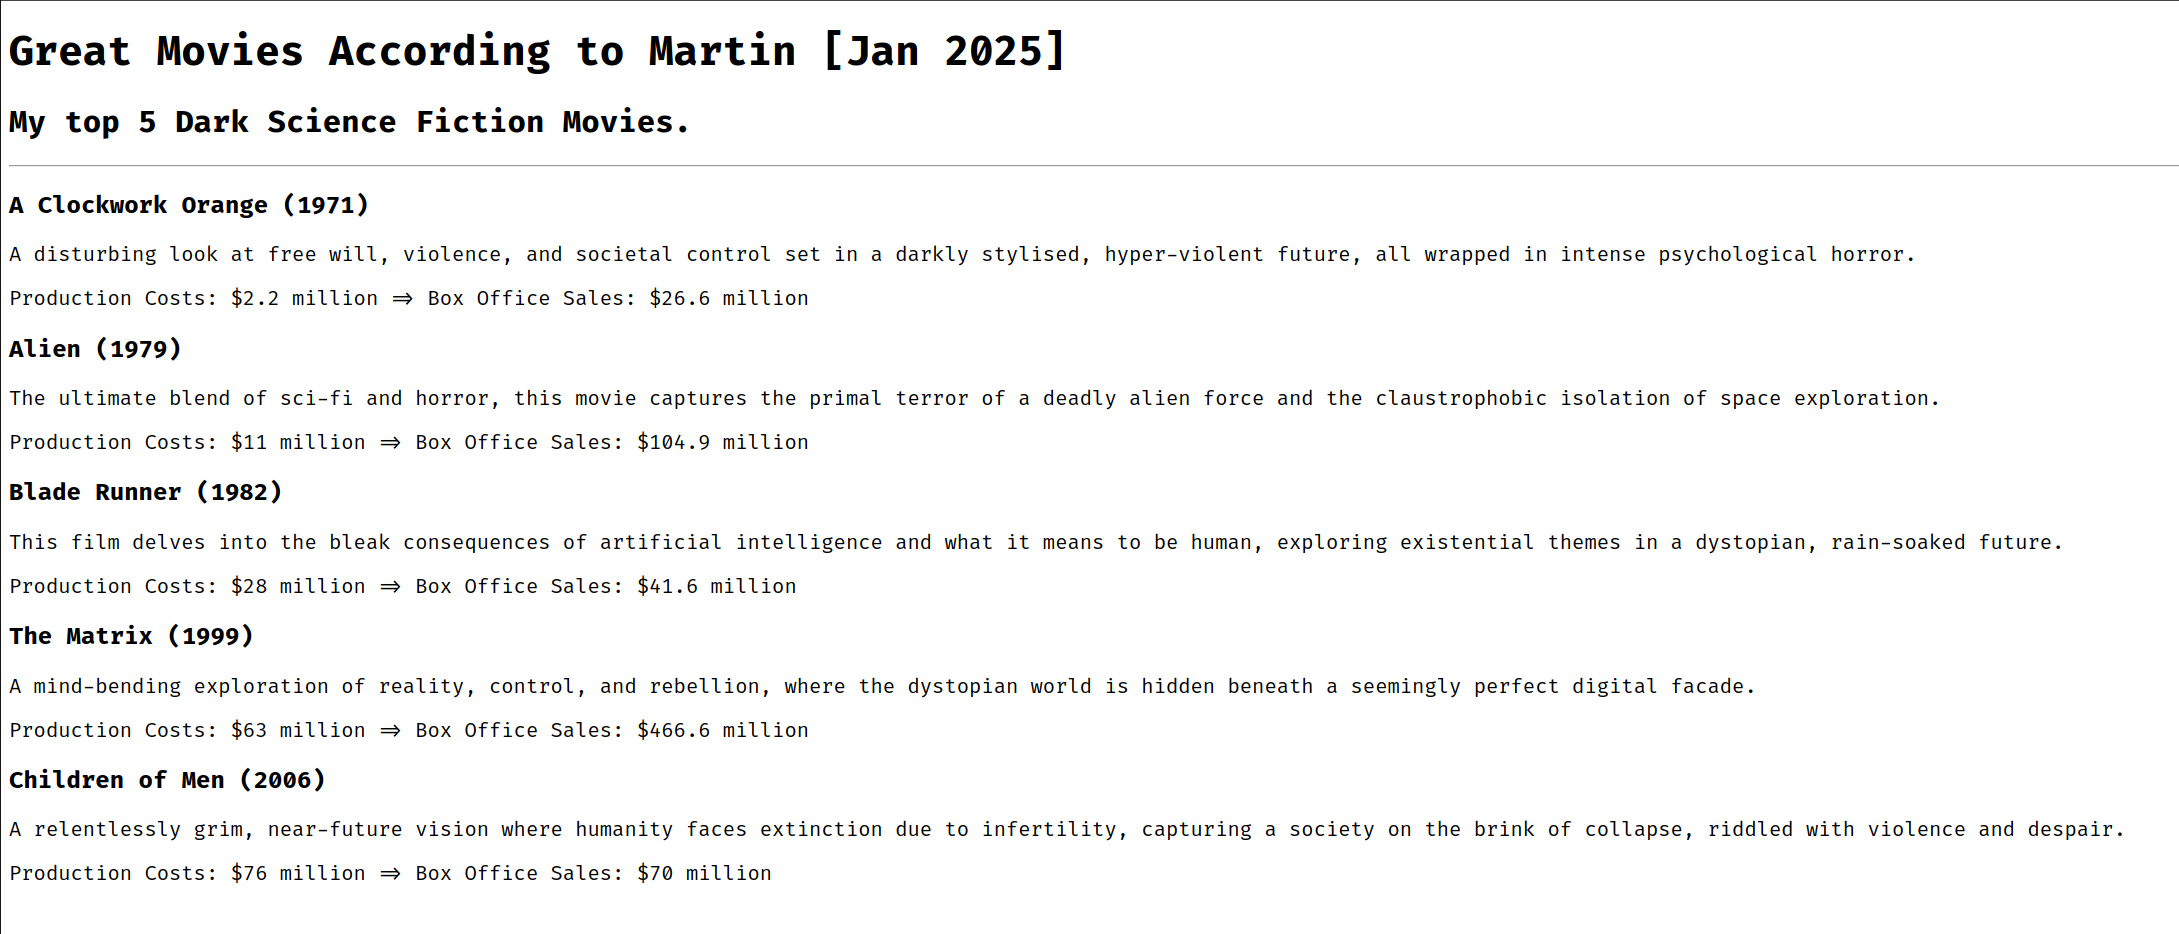 Great Movies According to Martin [Jan 2025]
My top 5 Dark Science Fiction Movies.
A Clockwork Orange (1971)
A disturbing look at free will, violence, and societal control set in a darkly stylised, hyper-violent future, all wrapped in intense psychological horror.
Production Costs: $2.2 million ⇒ Box Office Sales: $26.6 million
Alien (1979)
The ultimate blend of sci-fi and horror, this movie captures the primal terror of a deadly alien force and the claustrophobic isolation of space exploration.
Production Costs: $11 million ⇒ Box Office Sales: $104.9 million
Blade Runner (1982)
This film delves into the bleak consequences of artificial intelligence and what it means to be human, exploring existential themes in a dystopian, rain-soaked future.
Production Costs: $28 million ⇒ Box Office Sales: $41.6 million
The Matrix (1999)
A mind-bending exploration of reality, control, and rebellion, where the dystopian world is hidden beneath a seemingly perfect digital facade.
Production Costs: $63 million ⇒ Box Office Sales: $466.6 million
Children of Men (2006)
A relentlessly grim, near-future vision where humanity faces extinction due to infertility, capturing a society on the brink of collapse, riddled with violence and despair.
Production Costs: $76 million ⇒ Box Office Sales: $70 million